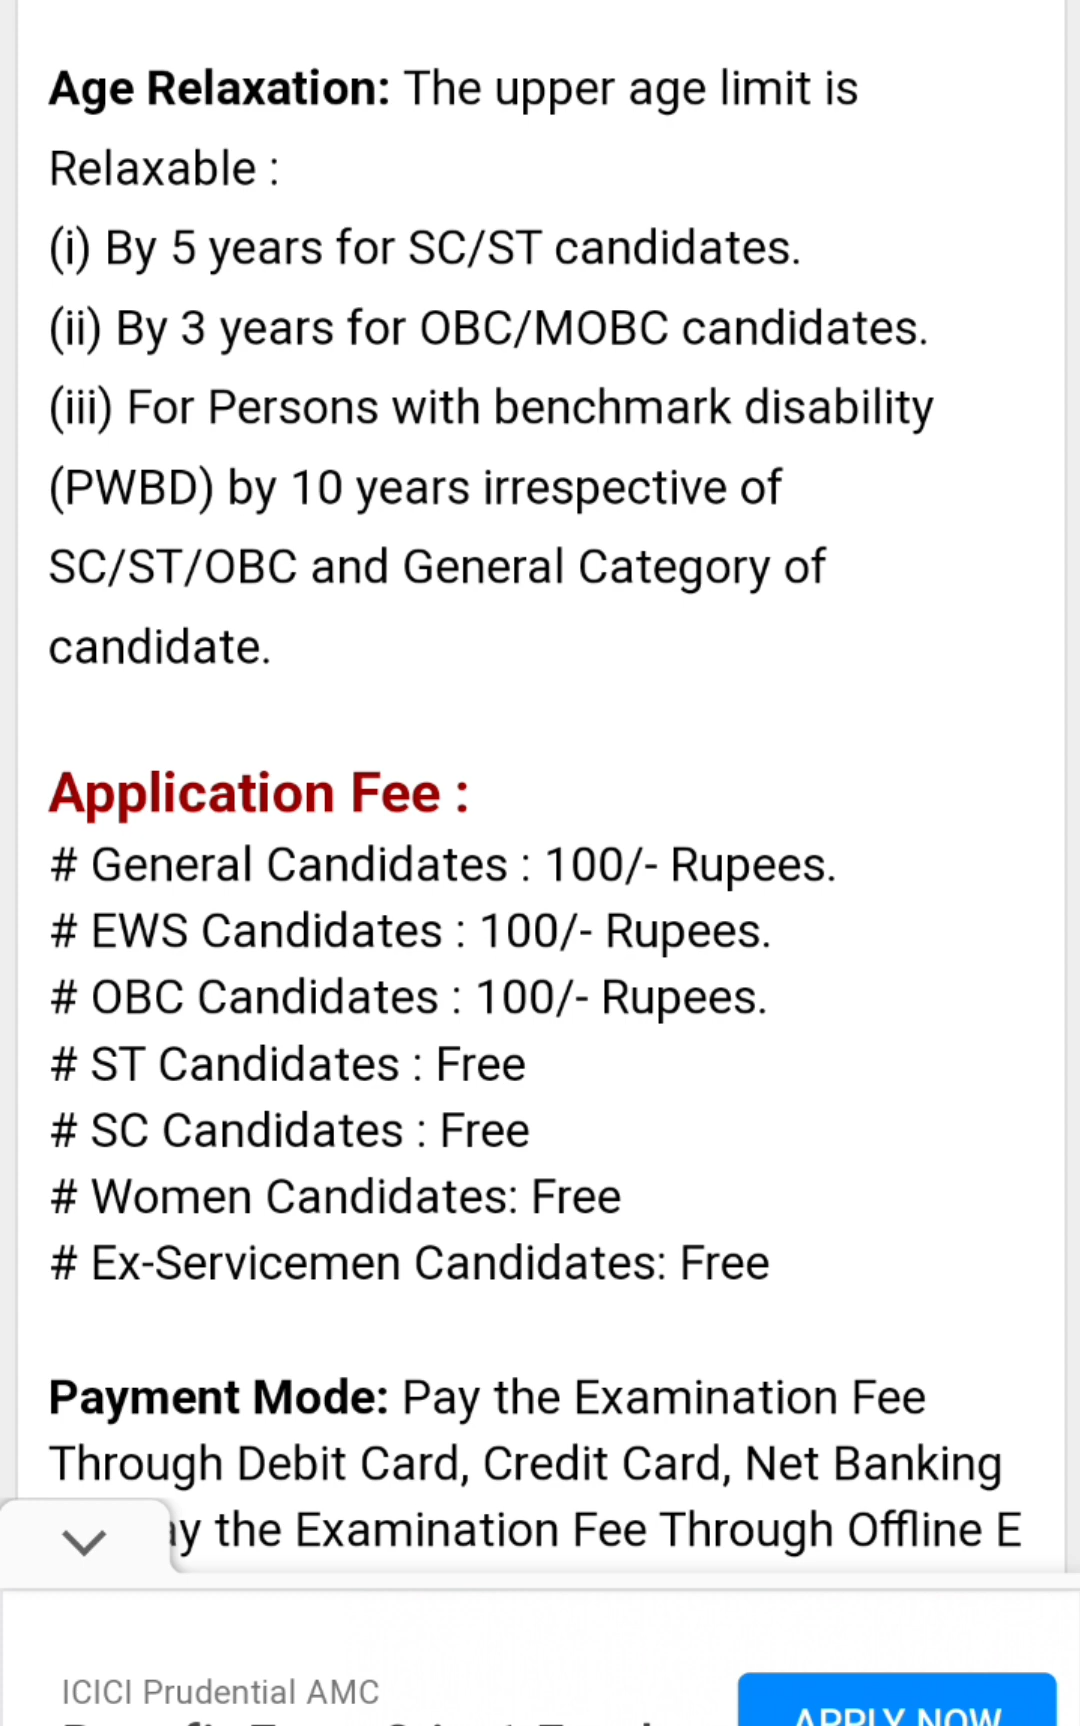 Age Relaxation: The upper age limit is
Relaxable :
(i) By 5 years for SC/ST candidates.
(ii) By 3 years for OBC/MOBC candidates.
(iii) For Persons with benchmark disability
(PWBD) by 10 years irrespective of
SC/ST/OBC and General Category of
candidate.
Application Fee :
# General Candidates : 100/- Rupees.
# EWS Candidates : 100/- Rupees.
# OBC Candidates : 100/- Rupees.
# ST Candidates : Free
# SC Candidates : Free
# Women Candidates: Free
# Ex-Servicemen Candidates: Free
Payment Mode: Pay the Examination Fee
Through Debit Card, Credit Card, Net Banking
the Examination Fee Through Offline E
ICICI Prudential AMC
APPLY NOW